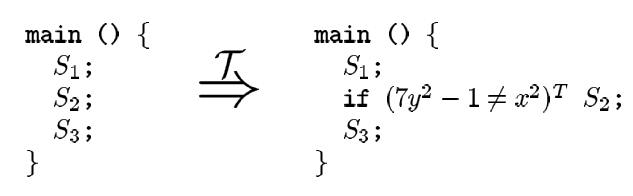 main () {
S₁;
S₂;
S₃;
}
𝒯
⇒
main () {
S₁;
if (7y² − 1 ≠ x²)ᵀ S₂;
S₃;
}